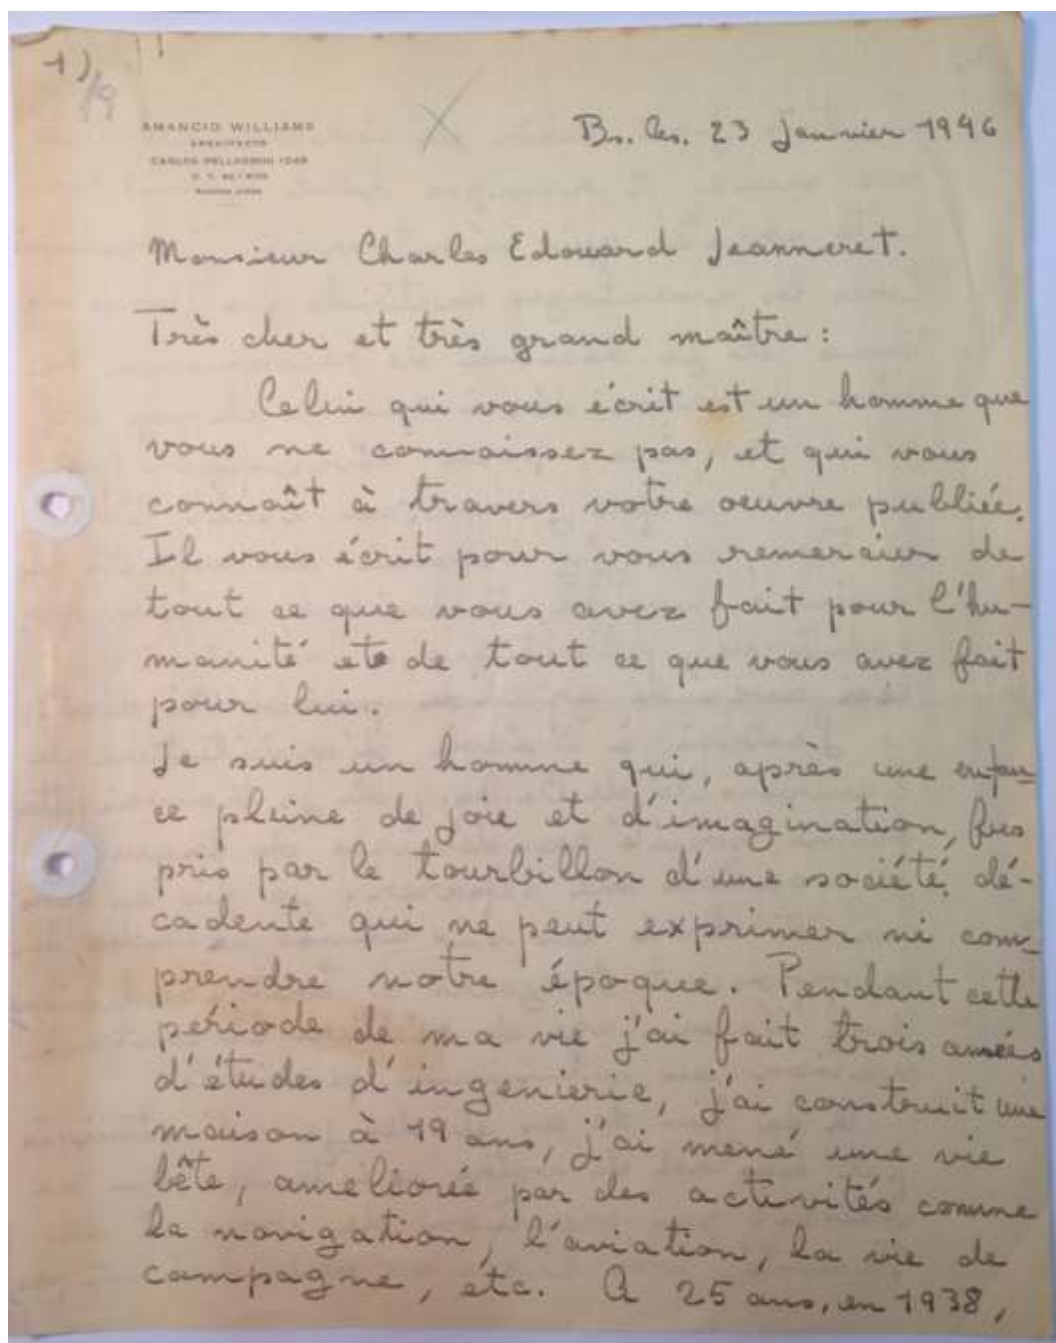 1)/9
AMANCIO WILLIAMS
ARQUITECTO
CARLOS PELLEGRINI
BUENOS AIRES
Bs. As. 23 janvier 1946
Monsieur Charles Edouard Jeanneret.
Très cher et très grand maître :
Celui qui vous écrit est un homme que
vous ne connaissez pas, et qui vous
connaît à travers votre oeuvre publiée.
Il vous écrit pour vous remercier de
tout ce que vous avez fait pour l'hu-
manité et de tout ce que vous avez fait
pour lui.
Je suis un homme qui, après une enfan-
ce pleine de joie et d'imagination, fus
pris par le tourbillon d'une société dé-
cadente qui ne peut exprimer ni com-
prendre notre époque. Pendant cette
période de ma vie j'ai fait trois années
d'études d'ingenierie, j'ai construit une
maison à 19 ans, j'ai mené une vie
bête, ameliorée par des activités comme
la navigation, l'aviation, la vie de
campagne, étc. A 25 ans, en 1938,